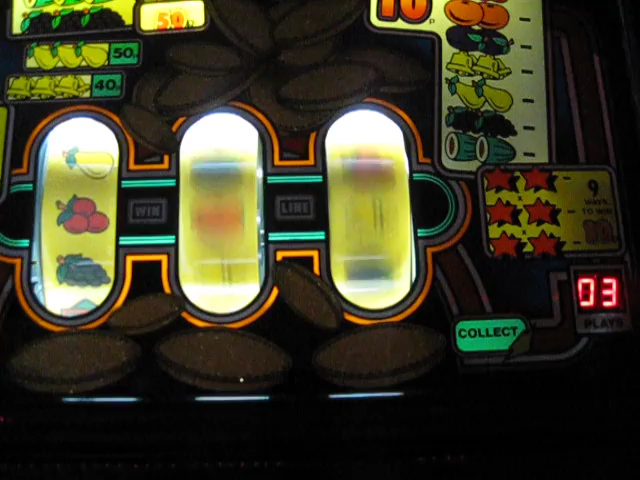 50p
10p
50p
40p
WIN
LINE
9
WAYS
TO WIN
COLLECT
03
PLAYS